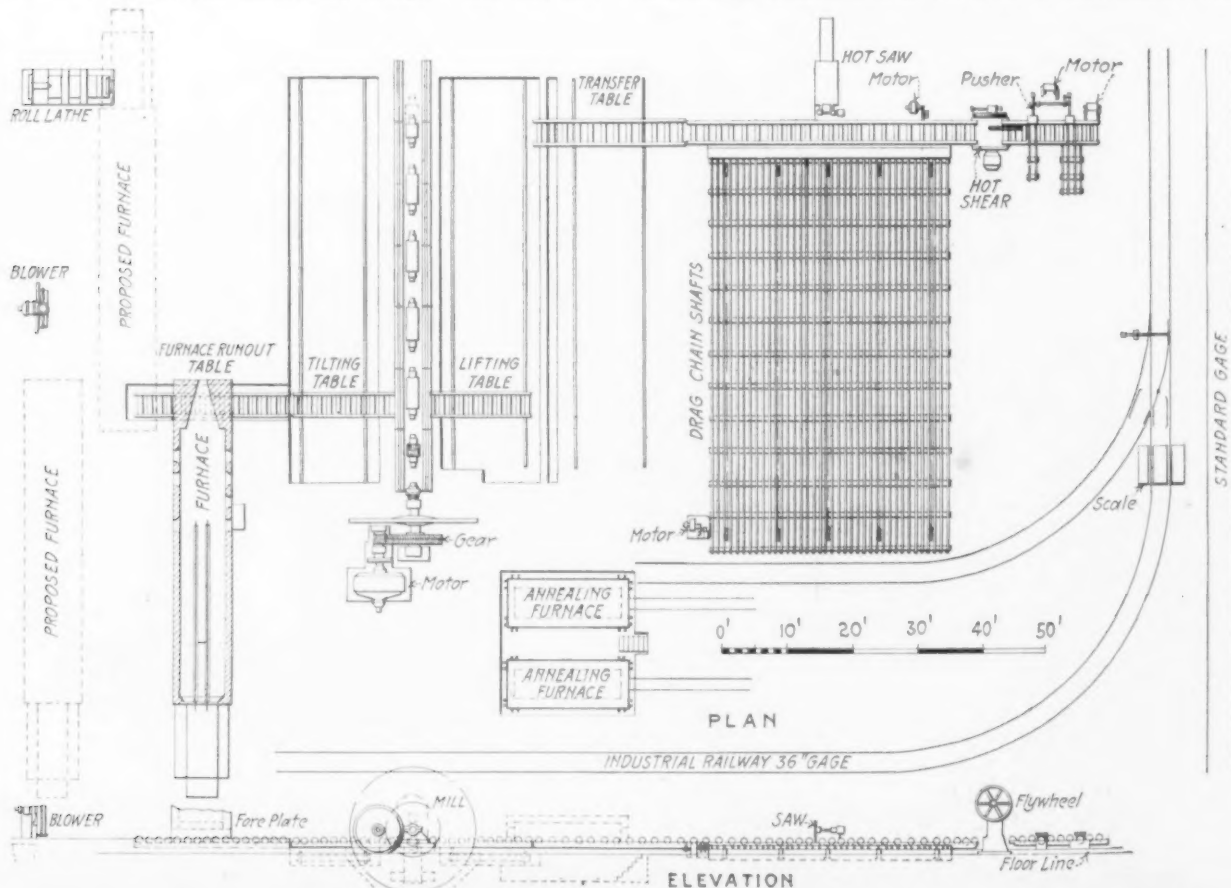 HOT SAW
Motor
Pusher
Motor
ROLL LATHE
TRANSFER
TABLE
HOT
SHEAR
PROPOSED FURNACE
BLOWER
FURNACE RUNOUT
TABLE
TILTING
TABLE
LIFTING
TABLE
DRAG CHAIN SHAFTS
STANDARD GAGE
FURNACE
PROPOSED FURNACE
Scale
Motor
Gear
Motor
ANNEALING
FURNACE
0' 10' 20' 30' 40' 50'
ANNEALING
FURNACE
PLAN
INDUSTRIAL RAILWAY 36" GAGE
BLOWER
Fore Plate
MILL
SAW
Flywheel
Floor Line
ELEVATION